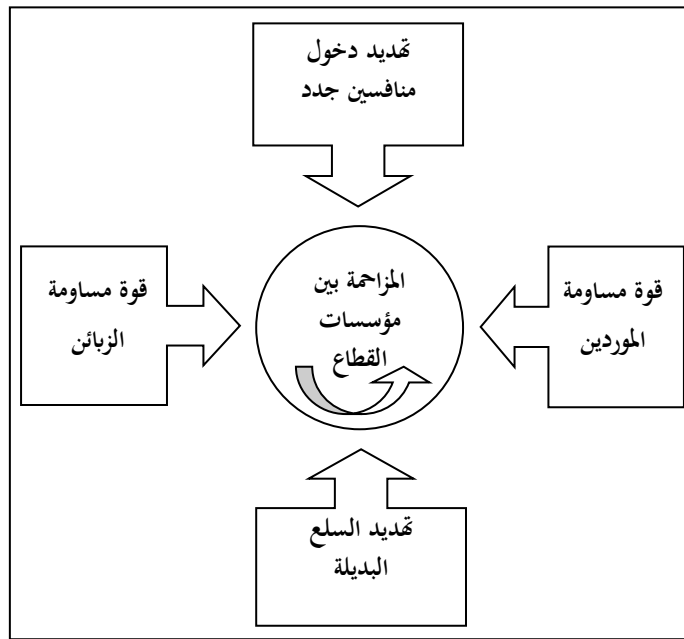 تهديد دخول
منافسين جدد
قوة مساومة
الموردين
المزاحمة بين
مؤسسات
القطاع
قوة مساومة
الزبائن
تهديد السلع
البديلة